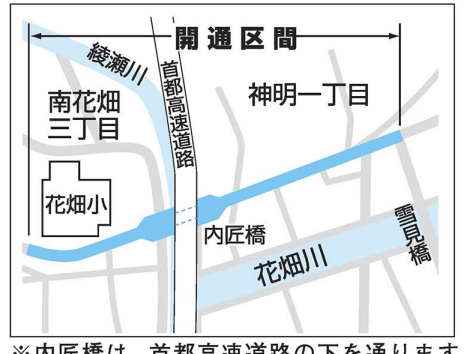 開通区間
綾瀬川
首都高速道路
南花畑
三丁目
神明一丁目
花畑小
内匠橋
花畑川
雪見橋
※内匠橋は、首都高速道路の下を通ります